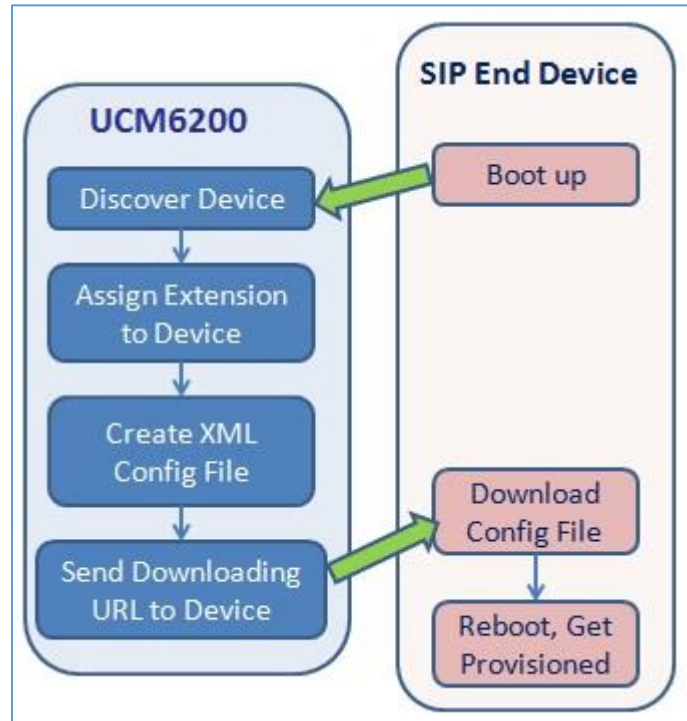 UCM6200
Discover Device
Assign Extension
to Device
Create XML
Config File
Send Downloading
URL to Device
SIP End Device
Boot up
Download
Config File
Reboot, Get
Provisioned